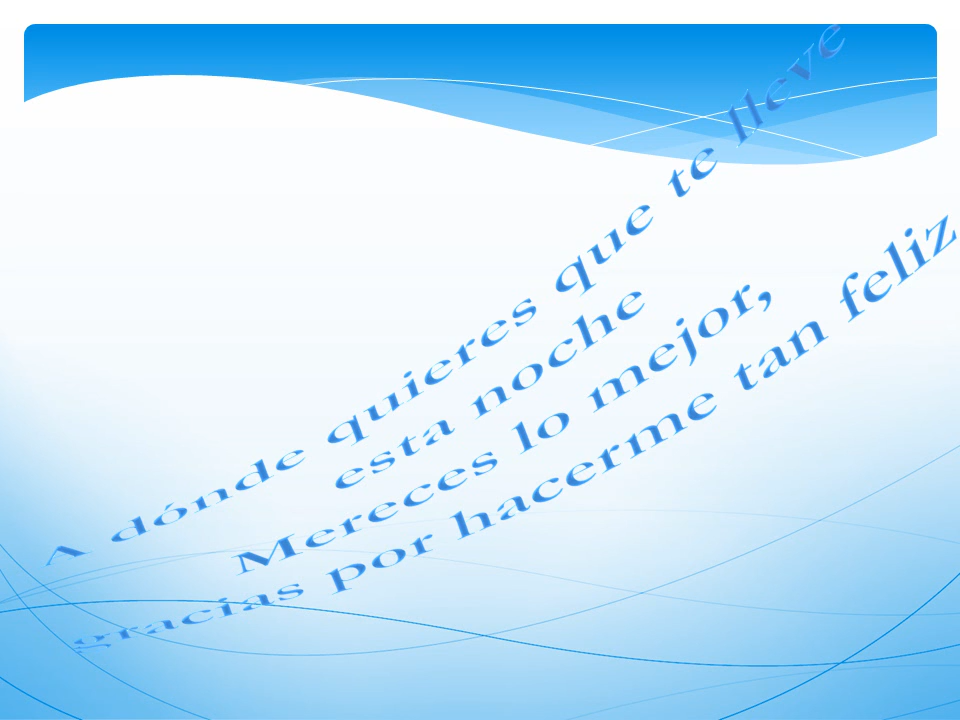 A dónde quieres que te lleve
esta noche
Mereces lo mejor,
gracias por hacerme tan feliz